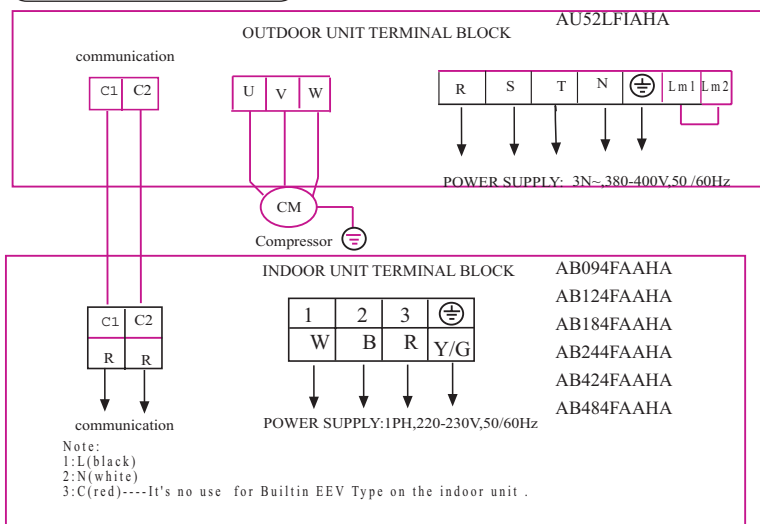 AU52LFIAHA
OUTDOOR UNIT TERMINAL BLOCK
communication
C1 C2
U V W
R S T N Lm1 Lm2
POWER SUPPLY: 3N~,380-400V,50 /60Hz
CM
Compressor
INDOOR UNIT TERMINAL BLOCK
AB094FAAHA
AB124FAAHA
AB184FAAHA
AB244FAAHA
AB424FAAHA
AB484FAAHA
C1 C2
R R
1 2 3
W B R Y/G
communication
POWER SUPPLY:1PH,220-230V,50/60Hz
Note:
1:L(black)
2:N(white)
3:C(red)----It's no use for Builtin EEV Type on the indoor unit .